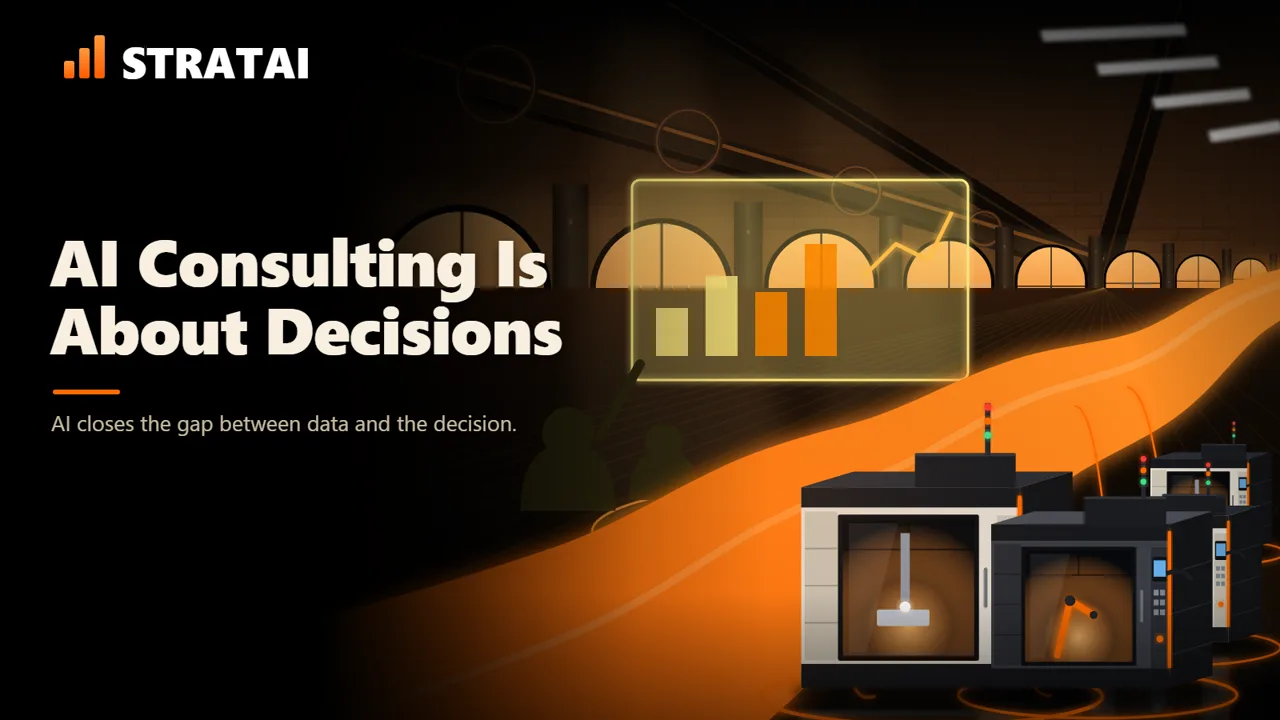 STRATAI
AI Consulting Is
About Decisions
AI closes the gap between data and the decision.